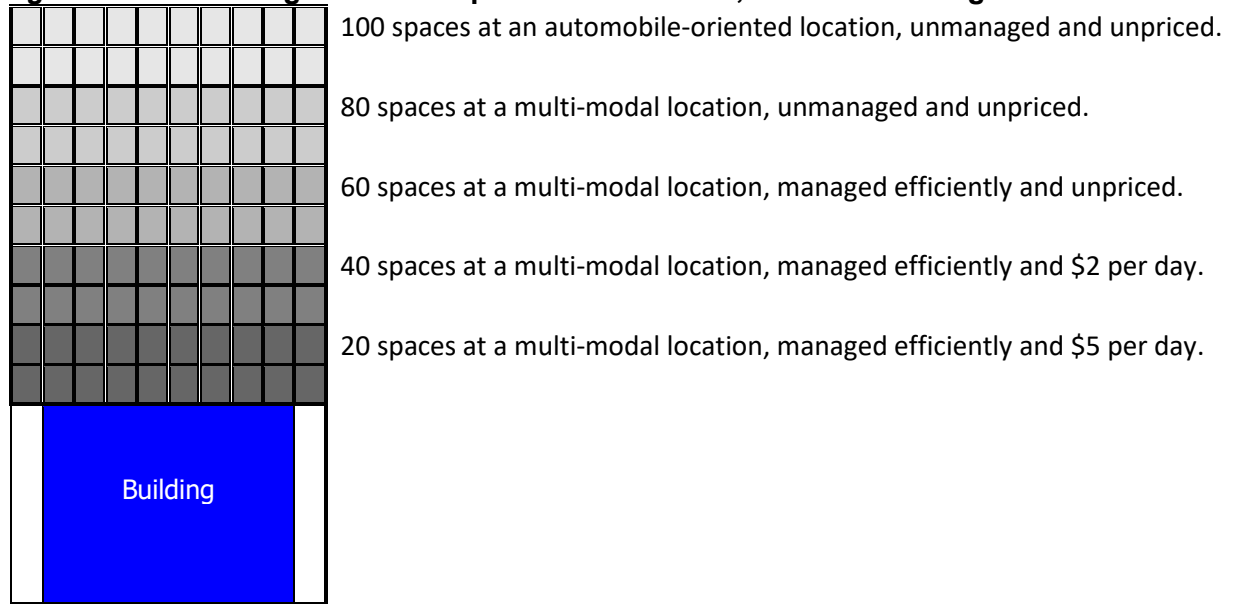 100 spaces at an automobile-oriented location, unmanaged and unpriced.
80 spaces at a multi-modal location, unmanaged and unpriced.
60 spaces at a multi-modal location, managed efficiently and unpriced.
40 spaces at a multi-modal location, managed efficiently and $2 per day.
20 spaces at a multi-modal location, managed efficiently and $5 per day.
Building